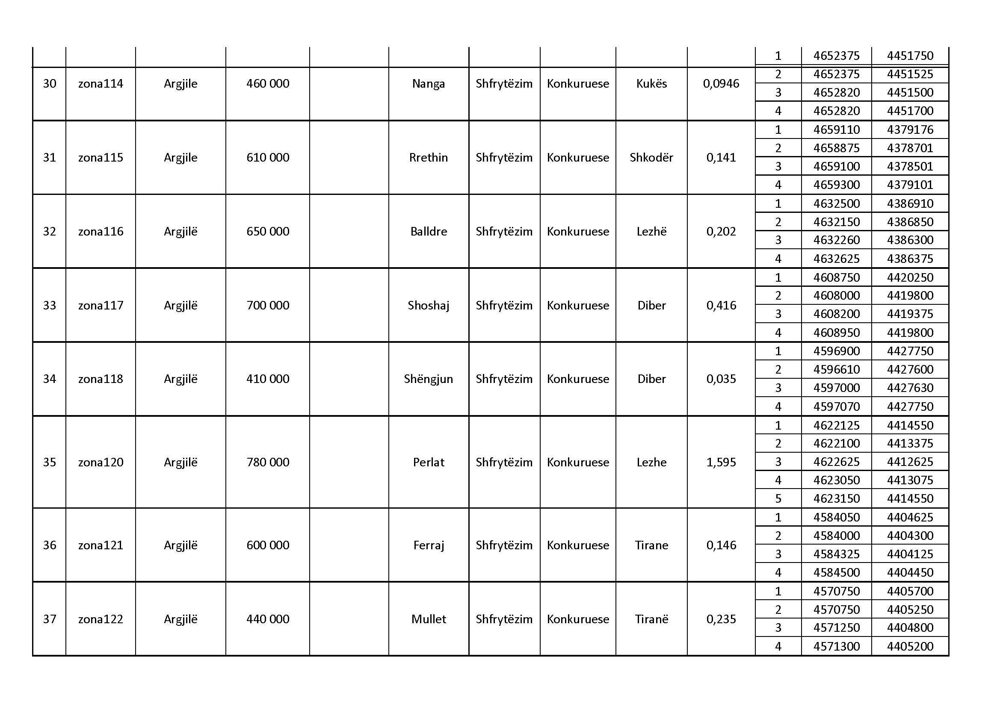 1 4652375 4451750
2 4652375 4451525
30 zona114 Argjile 460 000 Nanga Shfrytëzim Konkuruese Kukës 0,0946
3 4652820 4451500
4 4652820 4451700
1 4659110 4379176
2 4658875 4378701
31 zona115 Argjile 610 000 Rrethin Shfrytëzim Konkuruese Shkodër 0,141
3 4659100 4378501
4 4659300 4379101
1 4632500 4386910
2 4632150 4386850
32 zona116 Argjilë 650 000 Balldre Shfrytëzim Konkuruese Lezhë 0,202
3 4632260 4386300
4 4632625 4386375
1 4608750 4420250
2 4608000 4419800
33 zona117 Argjilë 700 000 Shoshaj Shfrytëzim Konkuruese Diber 0,416
3 4608200 4419375
4 4608950 4419800
1 4596900 4427750
2 4596610 4427600
34 zona118 Argjilë 410 000 Shëngjun Shfrytëzim Konkuruese Diber 0,035
3 4597000 4427630
4 4597070 4427750
1 4622125 4414550
2 4622100 4413375
35 zona120 Argjilë 780 000 Perlat Shfrytëzim Konkuruese Lezhe 1,595 3 4622625 4412625
4 4623050 4413075
5 4623150 4414550
1 4584050 4404625
2 4584000 4404300
36 zona121 Argjilë 600 000 Ferraj Shfrytëzim Konkuruese Tirane 0,146
3 4584325 4404125
4 4584500 4404450
1 4570750 4405700
2 4570750 4405250
37 zona122 Argjilë 440 000 Mullet Shfrytëzim Konkuruese Tiranë 0,235
3 4571250 4404800
4 4571300 4405200